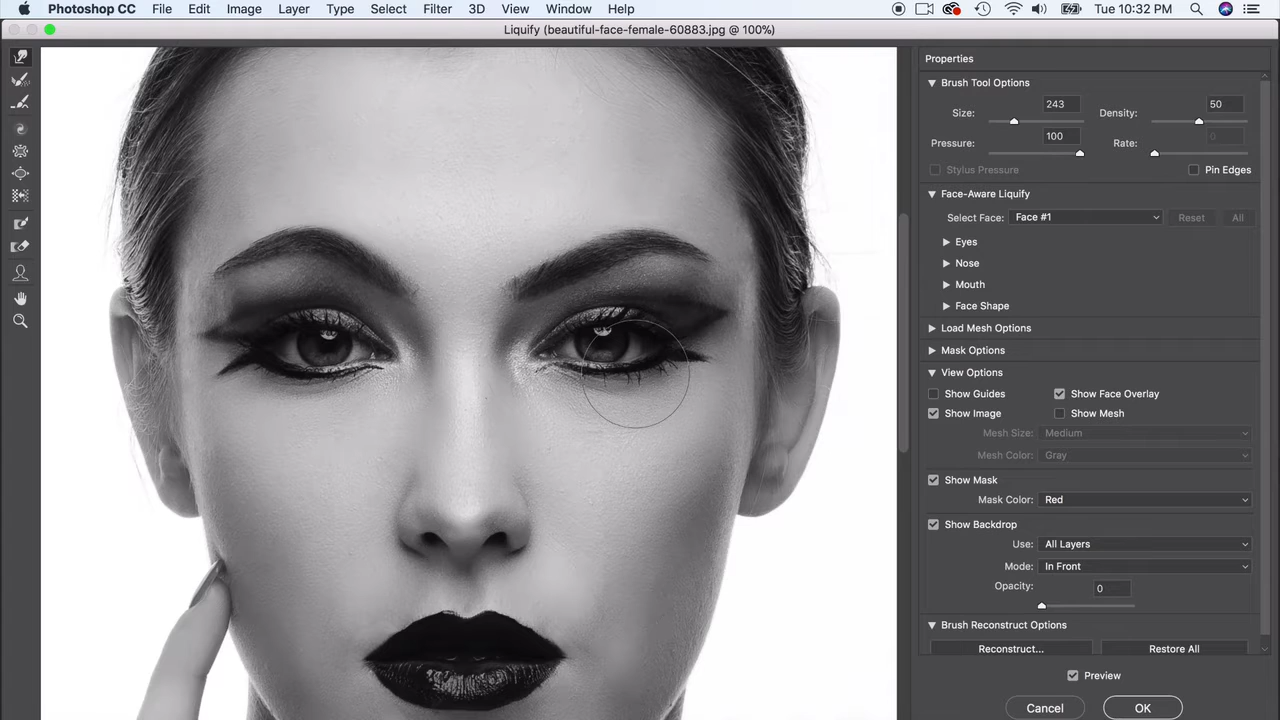 Photoshop CC File Edit Image Layer Type Select Filter 3D View Window Help Tue 10:32 PM
Liquify (beautiful-face-female-60883.jpg @ 100%)
Properties
Brush Tool Options
Size: 243 Density: 50
Pressure: 100 Rate: 0
Stylus Pressure Pin Edges
Face-Aware Liquify
Select Face: Face #1 Reset All
Eyes
Nose
Mouth
Face Shape
Load Mesh Options
Mask Options
View Options
Show Guides Show Face Overlay
Show Image Show Mesh
Mesh Size: Medium
Mesh Color: Gray
Show Mask
Mask Color: Red
Show Backdrop
Use: All Layers
Mode: In Front
Opacity: 0
Brush Reconstruct Options
Reconstruct... Restore All
Preview
Cancel OK